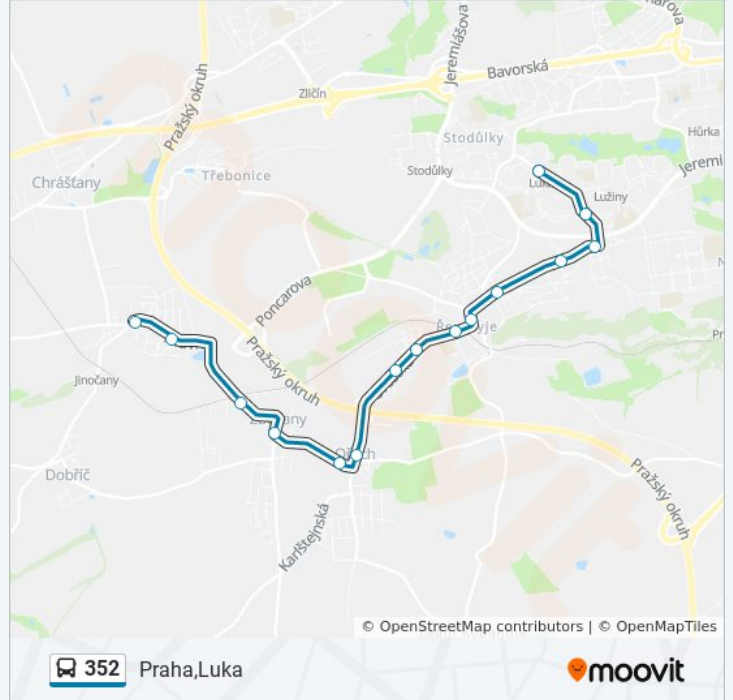 Jeremiášova
Bavorská
Pražský okruh
Zličín
Stodůlky
Hůrka
Chrášťany
Třebonice
Stodůlky
Jeremi
Luka
Lužiny
Poncarova
Řeporyje
Pražský okruh
Jinočany
Zbuzany
Ořech
Dobříč
Pražský okruh
Karlštejnská
© OpenStreetMap contributors | © OpenMapTiles
352 Praha,Luka
moovit